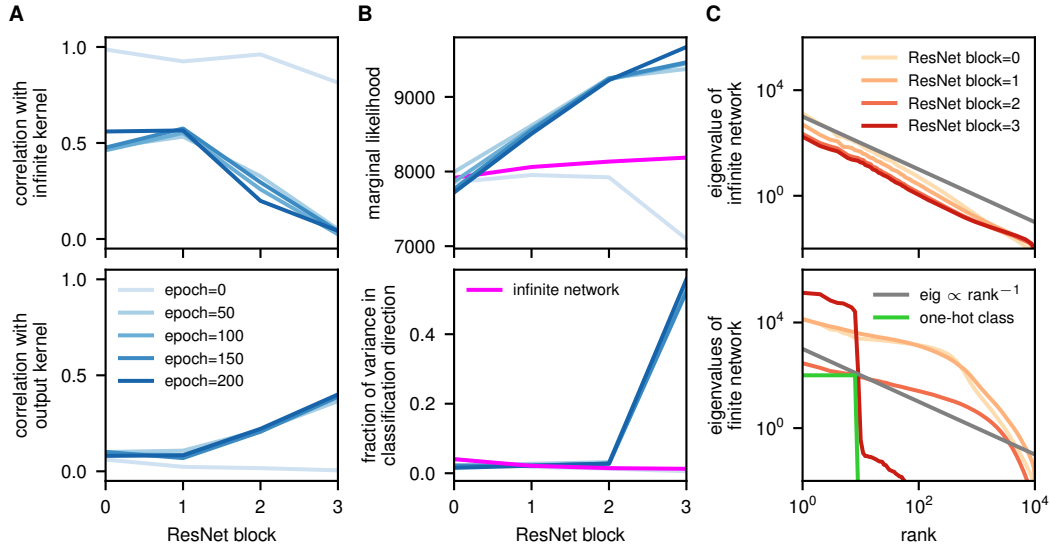 A
B
C
correlation with
infinite kernel
1.0
0.5
0.0
marginal likelihood
9000
8000
7000
eigenvalue of
infinite network
10^4
10^0
ResNet block=0
ResNet block=1
ResNet block=2
ResNet block=3
correlation with
output kernel
1.0
0.5
0.0
epoch=0
epoch=50
epoch=100
epoch=150
epoch=200
0
1
2
3
ResNet block
fraction of variance in
classification direction
0.4
0.2
0.0
infinite network
0
1
2
3
ResNet block
eigenvalues of
finite network
10^4
10^0
eig ∝ rank^−1
one-hot class
10^0
10^2
10^4
rank